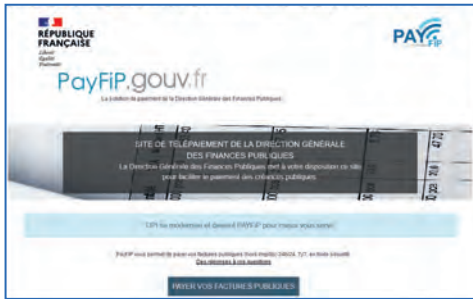 RÉPUBLIQUE
FRANÇAISE
Liberté
Égalité
Fraternité
PAY
FiP
PayFiP.gouv.fr
La solution de paiement de la Direction Générale des Finances Publiques
SITE DE TÉLÉPAIEMENT DE LA DIRECTION GÉNÉRALE
DES FINANCES PUBLIQUES
La Direction Générale des Finances Publiques met à votre disposition ce site
pour faciliter le paiement des créances publiques
TIPI se modernise et devient PAYFiP pour mieux vous servir
PayFiP vous permet de payer vos factures publiques (hors impôts) 24h/24, 7j/7, en toute sécurité.
Des réponses à vos questions
PAYER VOS FACTURES PUBLIQUES